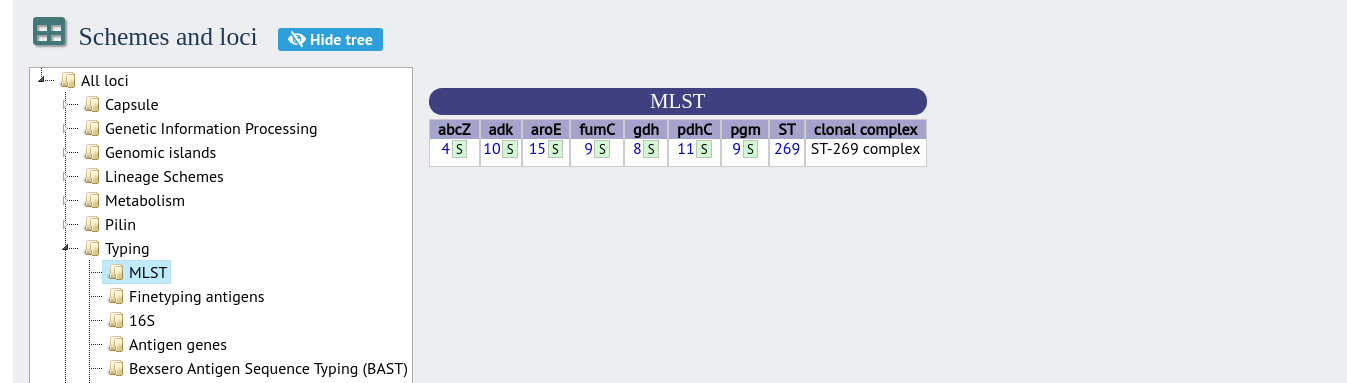 Schemes and loci
Hide tree
All loci
Capsule
Genetic Information Processing
Genomic islands
Lineage Schemes
Metabolism
Pilin
Typing
MLST
Finetyping antigens
16S
Antigen genes
Bexsero Antigen Sequence Typing (BAST)
MLST
abcZ adk aroE fumC gdh pdhC pgm ST clonal complex
4 S 10 S 15 S 9 S 8 S 11 S 9 S 269 ST-269 complex